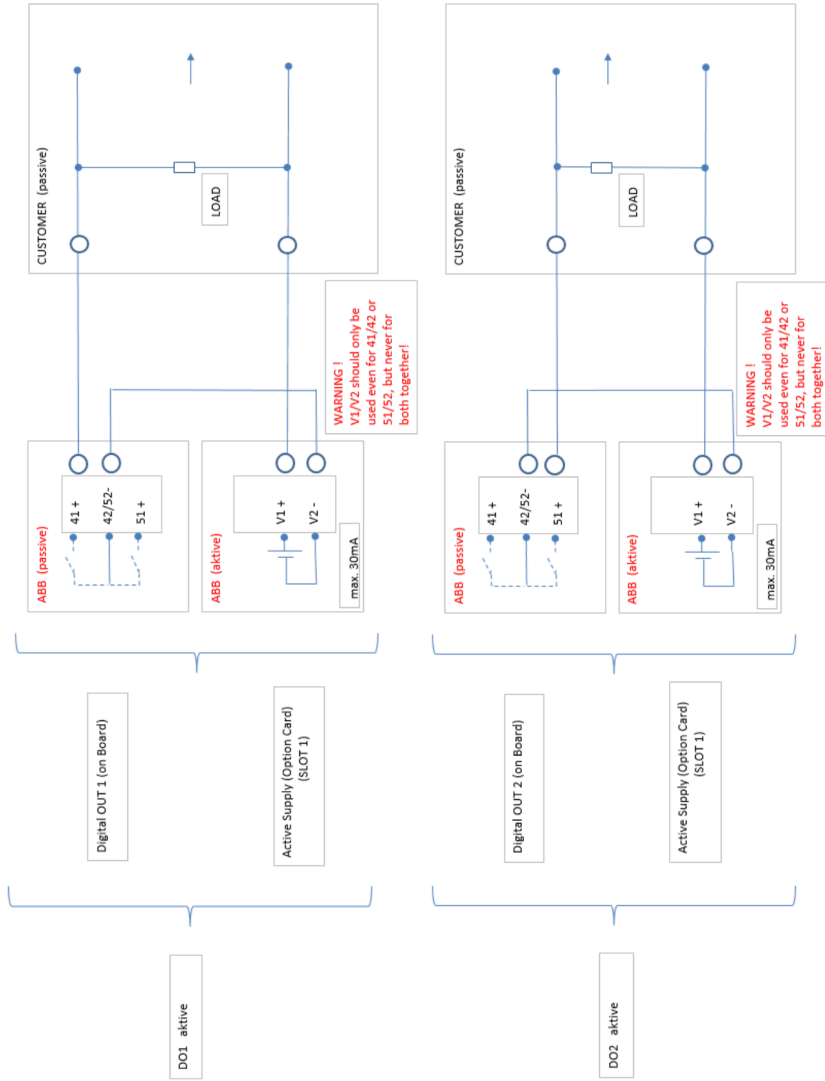 DO1 aktive
Digital OUT 1 (on Board)
Active Supply (Option Card)
(SLOT 1)
ABB (passive)
41 +
42/52-
51 +
ABB (aktive)
V1 +
V2 -
max. 30mA
WARNING !
V1/V2 should only be
used even for 41/42 or
51/52, but never for
both together!
CUSTOMER (passive)
LOAD
DO2 aktive
Digital OUT 2 (on Board)
Active Supply (Option Card)
(SLOT 1)
ABB (passive)
41 +
42/52-
51 +
ABB (aktive)
V1 +
V2 -
max. 30mA
WARNING !
V1/V2 should only be
used even for 41/42 or
51/52, but never for
both together!
CUSTOMER (passive)
LOAD